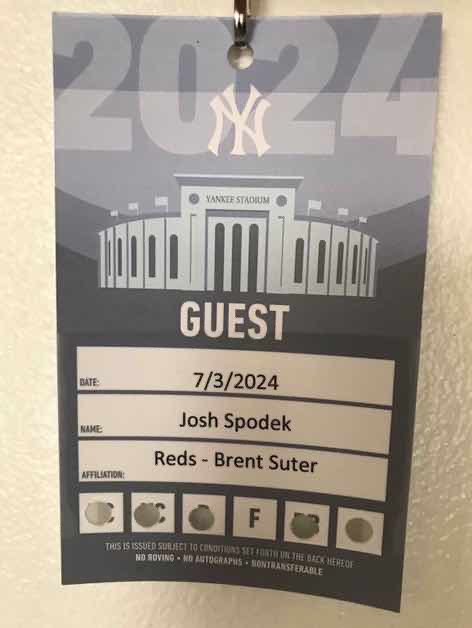 2024
NY
YANKEE STADIUM
GUEST
DATE: 7/3/2024
NAME: Josh Spodek
AFFILIATION: Reds - Brent Suter
F
THIS IS ISSUED SUBJECT TO CONDITIONS SET FORTH ON THE BACK HEREOF
NO ROVING • NO AUTOGRAPHS • NONTRANSFERABLE